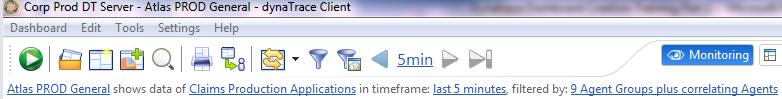 Corp Prod DT Server - Atlas PROD General - dynaTrace Client
Dashboard Edit Tools Settings Help
8 5min Monitoring
Atlas PROD General shows data of Claims Production Applications in timeframe: last 5 minutes, filtered by: 9 Agent Groups plus correlating Agents